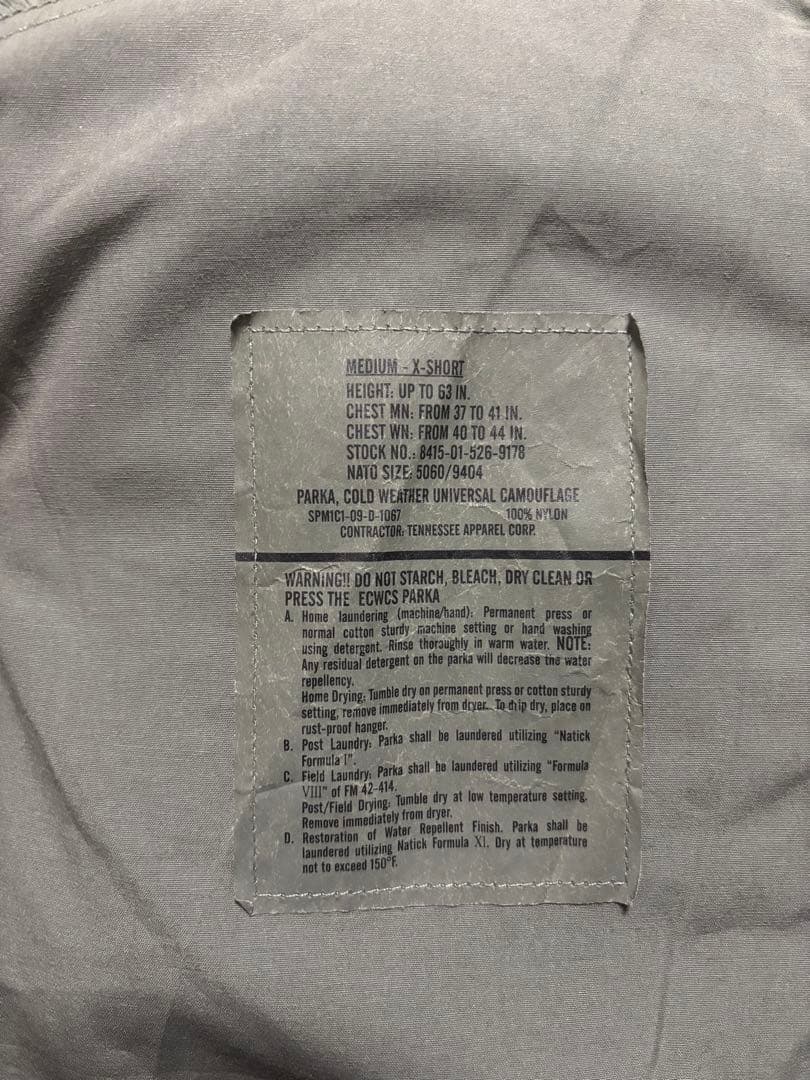 MEDIUM - X-SHORT
HEIGHT: UP TO 63 IN.
CHEST MN: FROM 37 TO 41 IN.
CHEST WN: FROM 40 TO 44 IN.
STOCK NO.: 8415-01-526-9178
NATO SIZE: 5060/9404
PARKA, COLD WEATHER UNIVERSAL CAMOUFLAGE
SPM1C1-09-D-1067 100% NYLON
CONTRACTOR: TENNESSEE APPAREL CORP.
WARNING!! DO NOT STARCH, BLEACH, DRY CLEAN OR
PRESS THE ECWCS PARKA
A. Home laundering (machine/hand): Permanent press or
normal cotton sturdy machine setting or hand washing
using detergent. Rinse thoroughly in warm water. NOTE:
Any residual detergent on the parka will decrease the water
repellency.
Home Drying: Tumble dry on permanent press or cotton sturdy
setting, remove immediately from dryer. To drip dry, place on
rust-proof hanger.
B. Post Laundry: Parka shall be laundered utilizing "Natick
Formula I".
C. Field Laundry: Parka shall be laundered utilizing "Formula
VIII" of FM 42-414.
Post/Field Drying: Tumble dry at low temperature setting.
Remove immediately from dryer.
D. Restoration of Water Repellent Finish. Parka shall be
laundered utilizing Natick Formula XI. Dry at temperature
not to exceed 150°F.